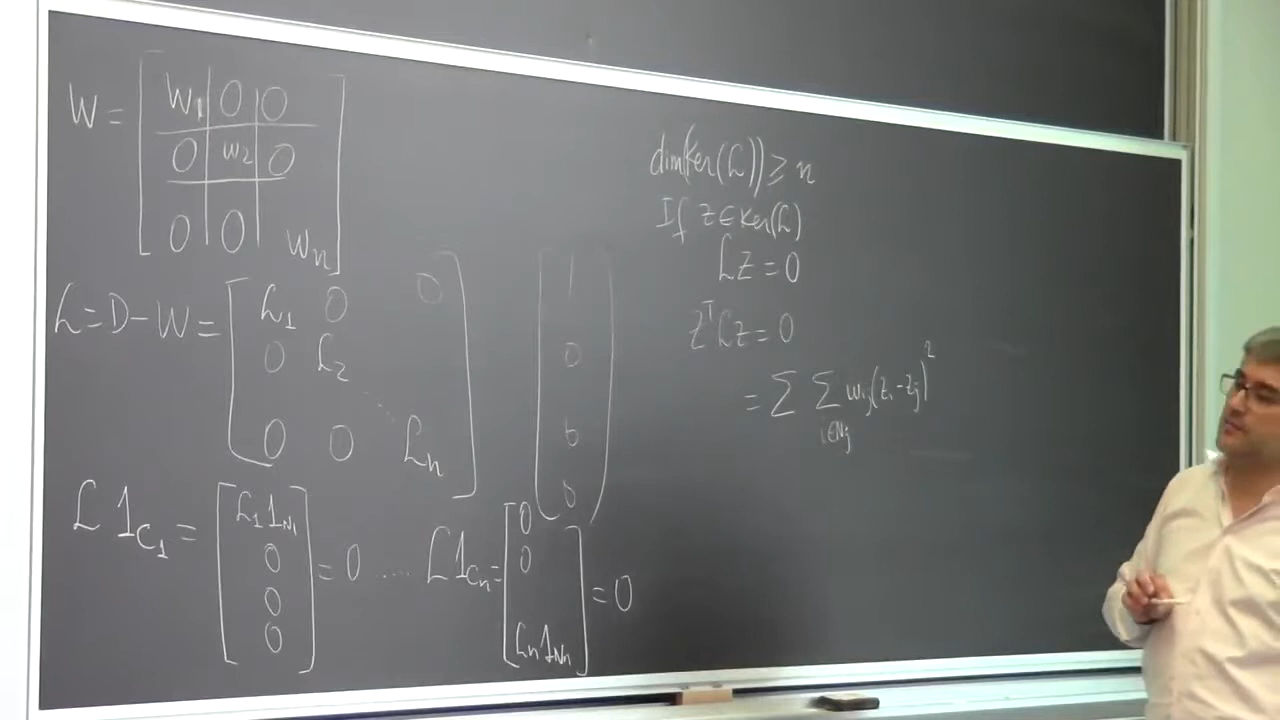 W = [ W1 0 0
0 W2 0
0 0 Wn ]
L = D - W = [ L1 0 0
0 L2
0 0 Ln ]
1
0
0
0
L 1C1 = [ L1 1N1
0
0
0 ] = 0 ..... L 1Cn = [ 0
0
Ln 1Nn ] = 0
dim(Ker(L)) ≥ n
If z ∈ Ker(L)
Lz = 0
zᵀLz = 0
= Σ Σ i∈Nj wij (zi - zj)²